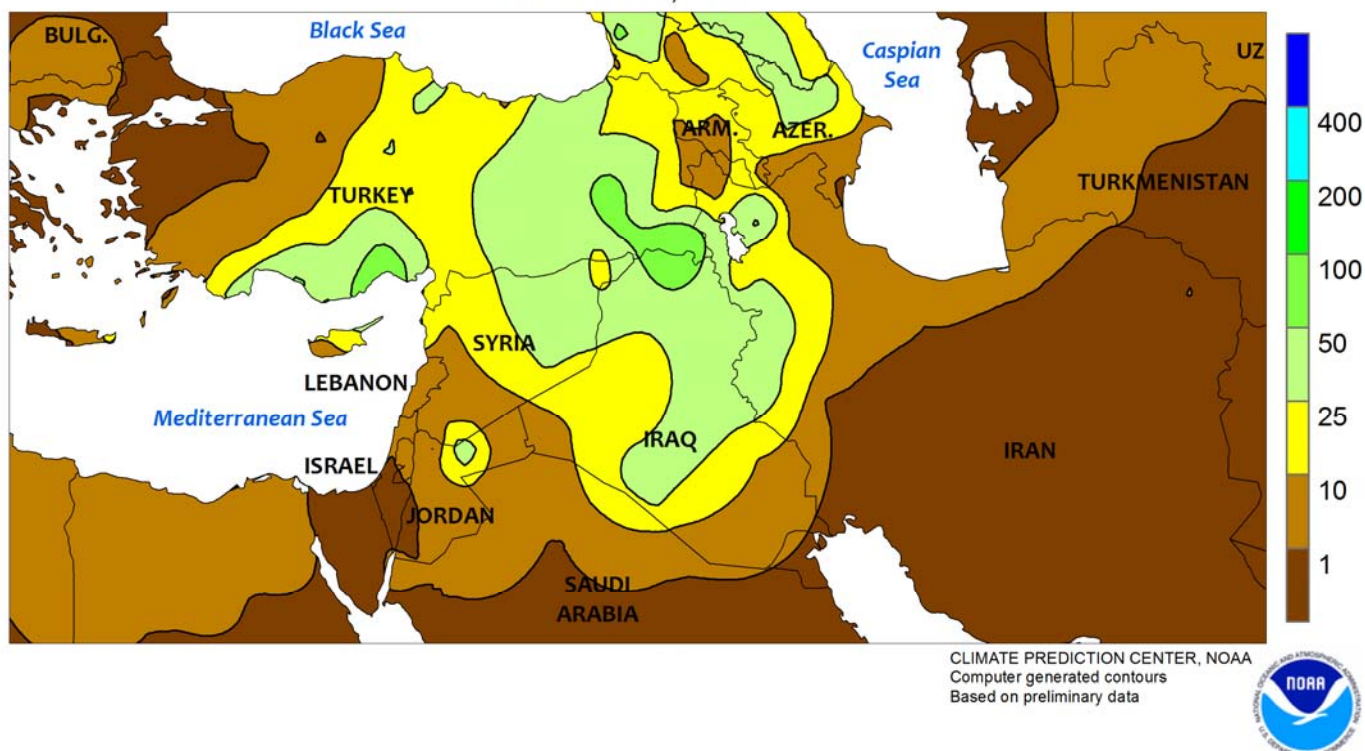 BULG.
Black Sea
Caspian
Sea
UZ
ARM.
AZER.
TURKEY
TURKMENISTAN
SYRIA
LEBANON
Mediterranean Sea
IRAQ
IRAN
ISRAEL
JORDAN
SAUDI
ARABIA
400
200
100
50
25
10
1
CLIMATE PREDICTION CENTER, NOAA
Computer generated contours
Based on preliminary data
NOAA